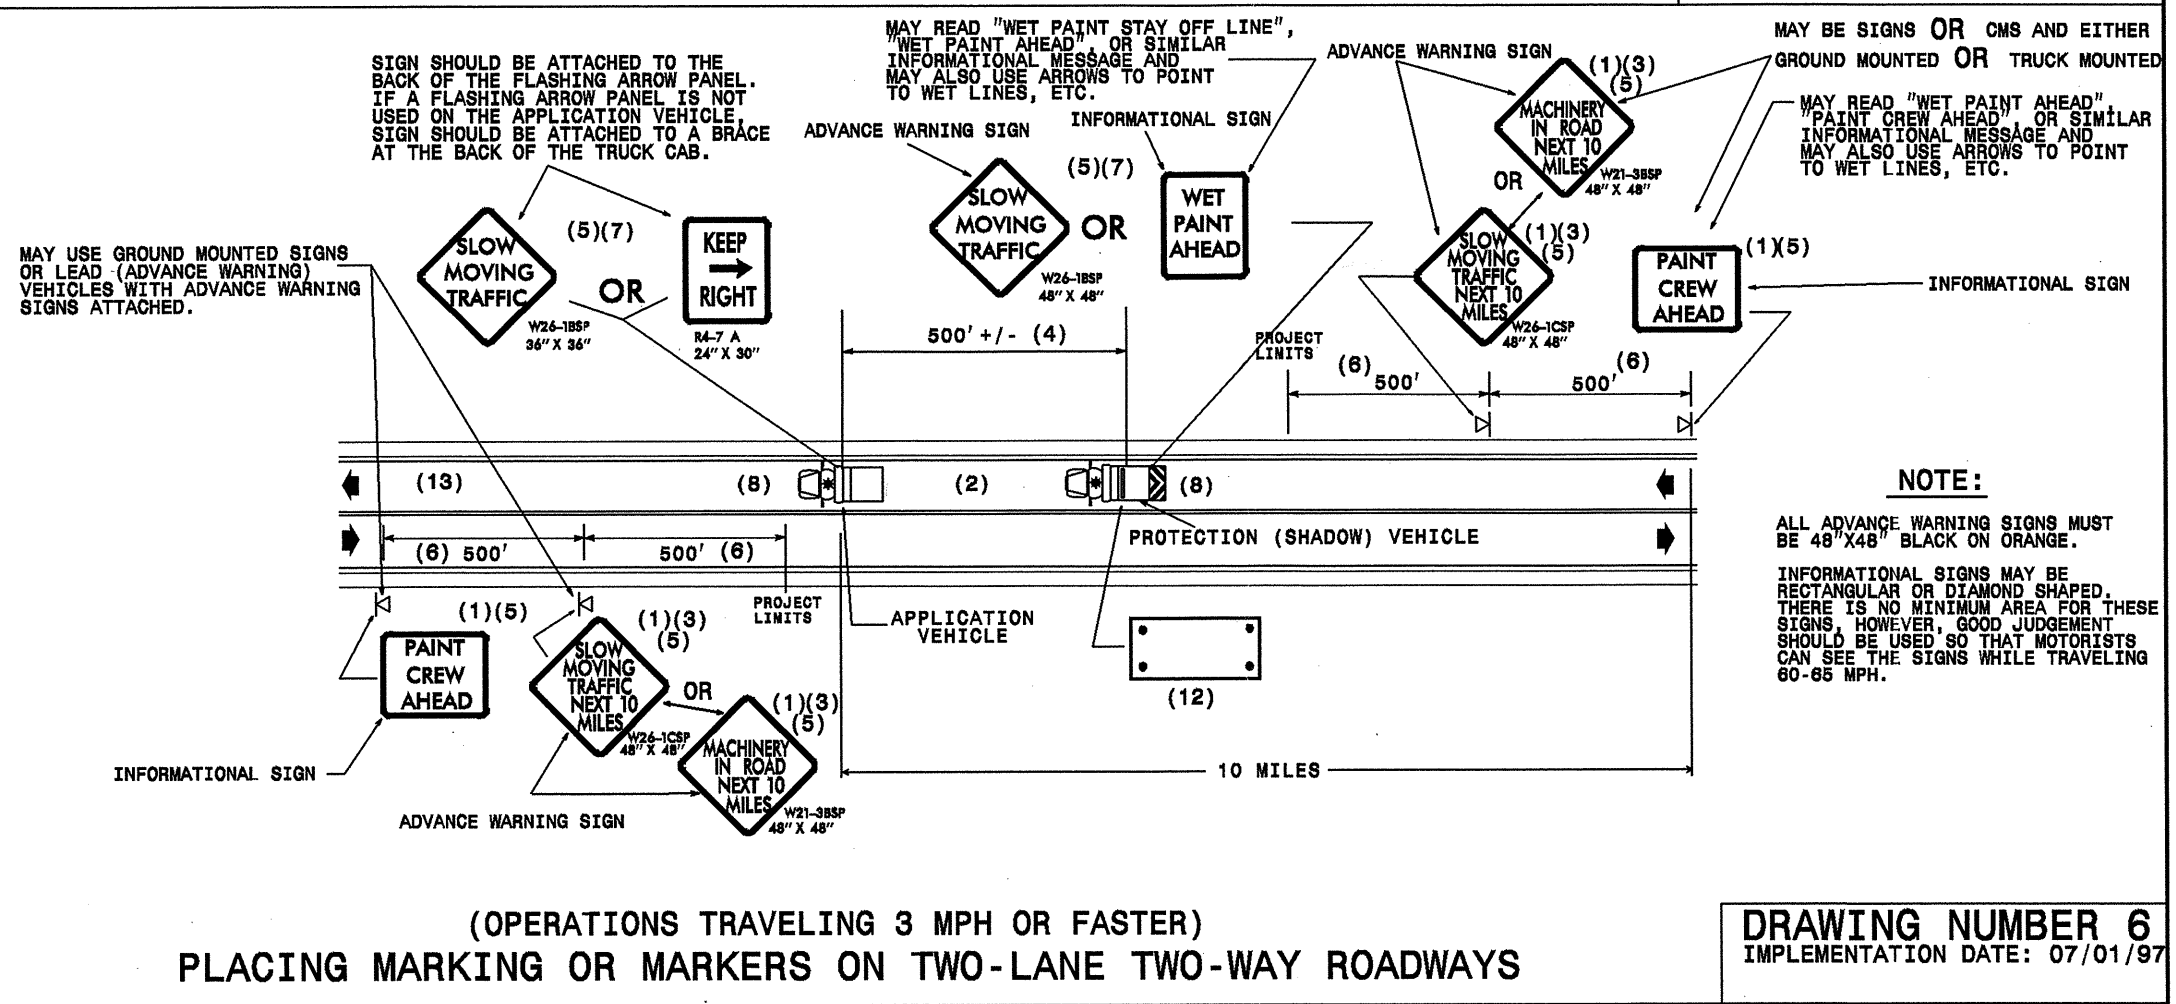 SIGN SHOULD BE ATTACHED TO THE
BACK OF THE FLASHING ARROW PANEL.
IF A FLASHING ARROW PANEL IS NOT
USED ON THE APPLICATION VEHICLE,
SIGN SHOULD BE ATTACHED TO A BRACE
AT THE BACK OF THE TRUCK CAB.
MAY READ "WET PAINT STAY OFF LINE",
"WET PAINT AHEAD", OR SIMILAR
INFORMATIONAL MESSAGE AND
MAY ALSO USE ARROWS TO POINT
TO WET LINES, ETC.
ADVANCE WARNING SIGN
INFORMATIONAL SIGN
ADVANCE WARNING SIGN
MAY BE SIGNS OR CMS AND EITHER
GROUND MOUNTED OR TRUCK MOUNTED
MAY READ "WET PAINT AHEAD",
"PAINT CREW AHEAD", OR SIMILAR
INFORMATIONAL MESSAGE AND
MAY ALSO USE ARROWS TO POINT
TO WET LINES, ETC.
MAY USE GROUND MOUNTED SIGNS
OR LEAD (ADVANCE WARNING)
VEHICLES WITH ADVANCE WARNING
SIGNS ATTACHED.
SLOW
MOVING
TRAFFIC
W26-1BSP
36" X 36"
(5)(7)
OR
KEEP
RIGHT
R4-7 A
24" X 30"
SLOW
MOVING
TRAFFIC
W26-1BSP
48" X 48"
(5)(7)
OR
WET
PAINT
AHEAD
MACHINERY
IN ROAD
NEXT 10
MILES
W21-3BSP
48" X 48"
(1)(3)
(5)
OR
SLOW
MOVING
TRAFFIC
NEXT 10
MILES
W26-1CSP
48" X 48"
(1)(3)
(5)
PAINT
CREW
AHEAD
(1)(5)
INFORMATIONAL SIGN
500' +/- (4)
PROJECT
LIMITS
(6)
500'
(6)
500'
(13)
(8)
(2)
(8)
PROTECTION (SHADOW) VEHICLE
(6) 500'
500' (6)
PROJECT
LIMITS
APPLICATION
VEHICLE
(12)
(1)(5)
PAINT
CREW
AHEAD
INFORMATIONAL SIGN
(1)(3)
(5)
SLOW
MOVING
TRAFFIC
NEXT 10
MILES
W26-1CSP
48" X 48"
OR
(1)(3)
(5)
MACHINERY
IN ROAD
NEXT 10
MILES
W21-3BSP
48" X 48"
ADVANCE WARNING SIGN
10 MILES
NOTE:
ALL ADVANCE WARNING SIGNS MUST
BE 48"X48" BLACK ON ORANGE.
INFORMATIONAL SIGNS MAY BE
RECTANGULAR OR DIAMOND SHAPED.
THERE IS NO MINIMUM AREA FOR THESE
SIGNS, HOWEVER, GOOD JUDGEMENT
SHOULD BE USED SO THAT MOTORISTS
CAN SEE THE SIGNS WHILE TRAVELING
60-65 MPH.
(OPERATIONS TRAVELING 3 MPH OR FASTER)
PLACING MARKING OR MARKERS ON TWO-LANE TWO-WAY ROADWAYS
DRAWING NUMBER 6
IMPLEMENTATION DATE: 07/01/97